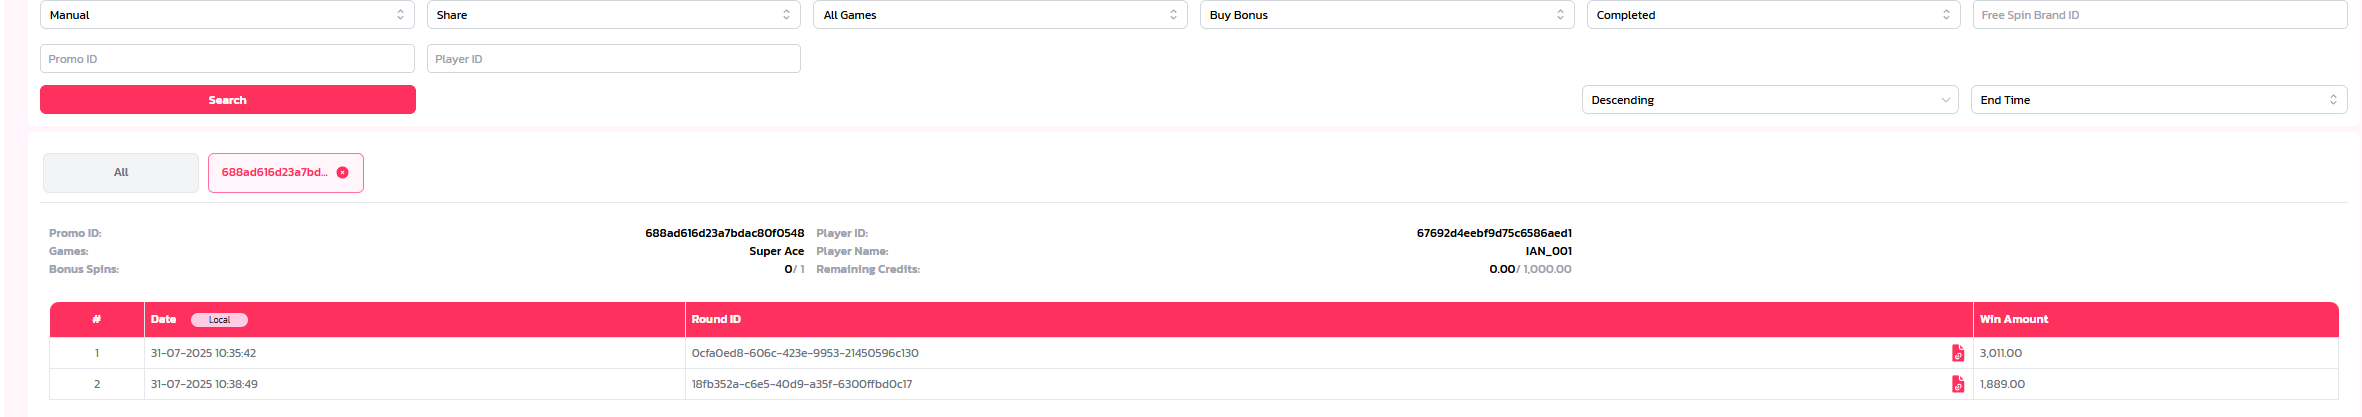 Manual Share All Games Buy Bonus Completed Free Spin Brand ID
Promo ID Player ID
Search Descending End Time
All 688ad616d23a7bd...
Promo ID: 688ad616d23a7bdac80f0548 Player ID: 67692d4eebf9d75c6586aed1
Games: Super Ace Player Name: IAN_001
Bonus Spins: 0/ 1 Remaining Credits: 0.00/ 1,000.00
# Date Local Round ID Win Amount
1 31-07-2025 10:35:42 0cfa0ed8-606c-423e-9953-21450596c130 3,011.00
2 31-07-2025 10:38:49 18fb352a-c6e5-40d9-a35f-6300ffbd0c17 1,889.00